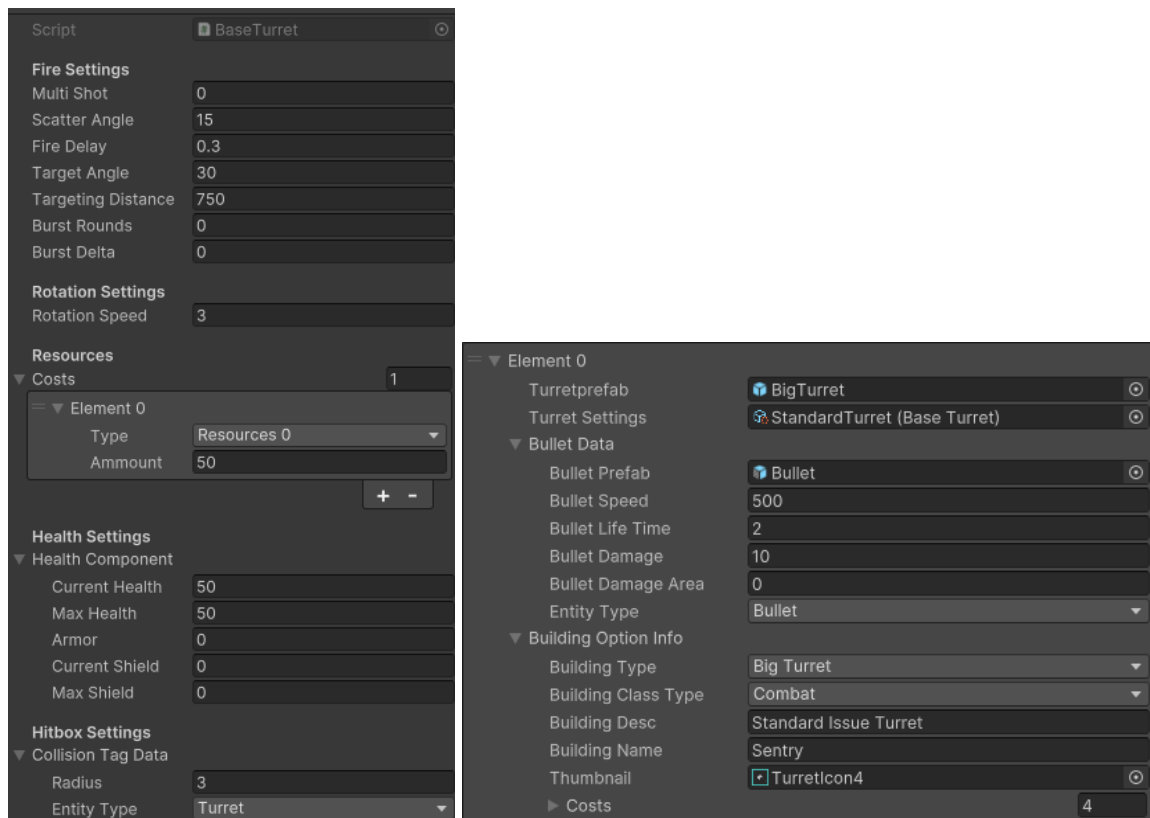 Script BaseTurret
Fire Settings
Multi Shot 0
Scatter Angle 15
Fire Delay 0.3
Target Angle 30
Targeting Distance 750
Burst Rounds 0
Burst Delta 0
Rotation Settings
Rotation Speed 3
Resources
Costs 1
Element 0
Type Resources 0
Ammount 50
+ -
Health Settings
Health Component
Current Health 50
Max Health 50
Armor 0
Current Shield 0
Max Shield 0
Hitbox Settings
Collision Tag Data
Radius 3
Entity Type Turret
Element 0
Turretprefab BigTurret
Turret Settings StandardTurret (Base Turret)
Bullet Data
Bullet Prefab Bullet
Bullet Speed 500
Bullet Life Time 2
Bullet Damage 10
Bullet Damage Area 0
Entity Type Bullet
Building Option Info
Building Type Big Turret
Building Class Type Combat
Building Desc Standard Issue Turret
Building Name Sentry
Thumbnail TurretIcon4
Costs 4